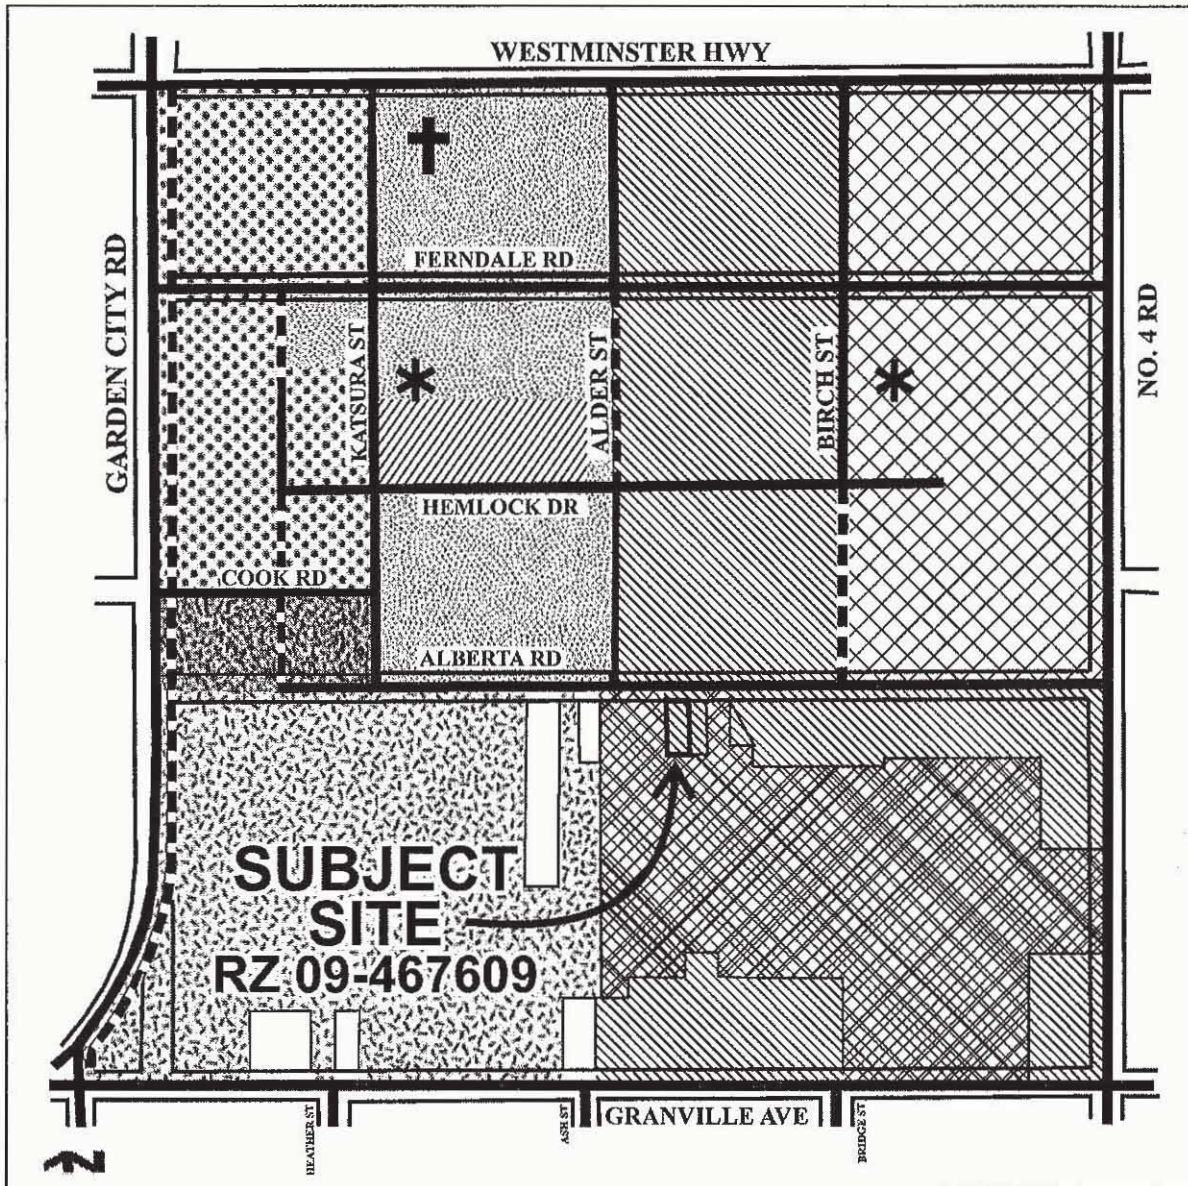 WESTMINSTER HWY
GARDEN CITY RD
FERNDALE RD
KATSURA ST
ALDER ST
BIRCH ST
NO. 4 RD
HEMLOCK DR
COOK RD
ALBERTA RD
SUBJECT
SITE
RZ 09-467609
HEATHER ST
ASH ST
GRANVILLE AVE
BRIDGE ST
N